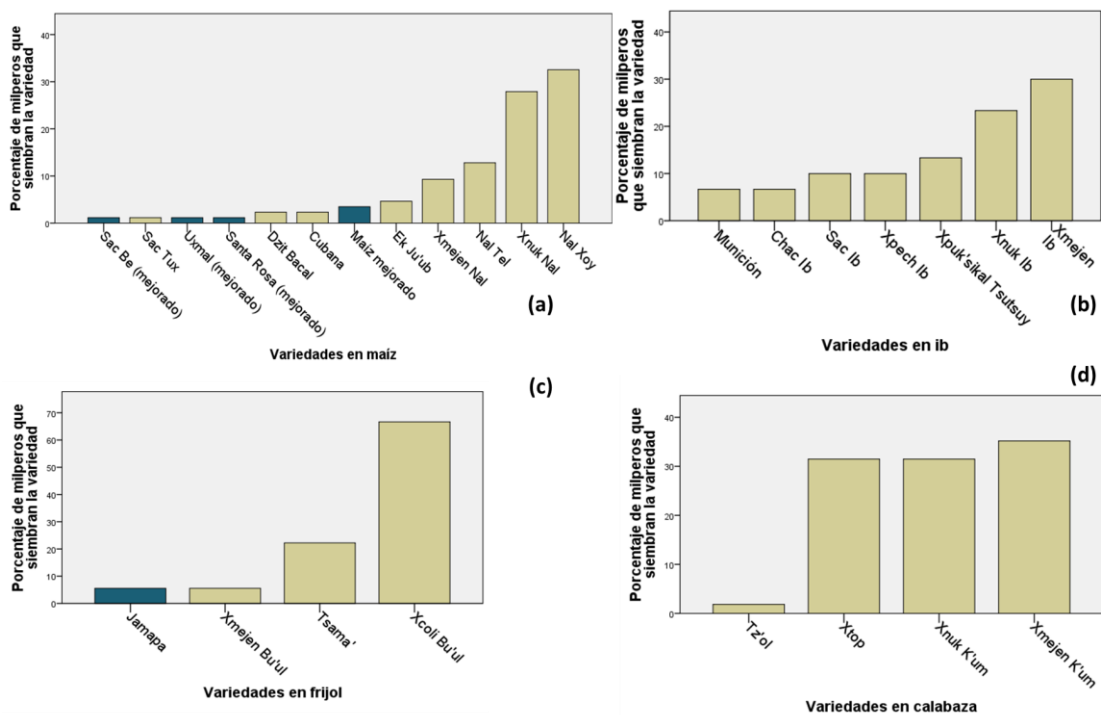 Porcentaje de milperos que
siembran la variedad
40
30
20
10
0
Sac Be (mejorado)
Sac Tux
Uxmal (mejorado)
Santa Rosa (mejorado)
Dzit Bacal
Cubana
Maíz mejorado
Ek Ju'ub
Xmejen Nal
Nal Tel
Xnuk Nal
Nal Xoy
(a)
Variedades en maíz
Porcentaje de milperos
que siembran la variedad
40
30
20
10
0
Munición
Chac Ib
Sac Ib
Xpech Ib
Xpuk'sikal Tsutsuy
Xnuk Ib
Xmejen
Ib
(b)
Variedades en ib
(c)
Porcentaje de milperos que
siembran la variedad
70
60
50
40
30
20
10
0
Jamapa
Xmejen Bu'ul
Tsama'
Xcoli Bu'ul
Variedades en frijol
(d)
Porcentaje de milperos que
siembran la variedad
40
30
20
10
0
Tz'ol
Xtop
Xnuk K'um
Xmejen K'um
Variedades en calabaza